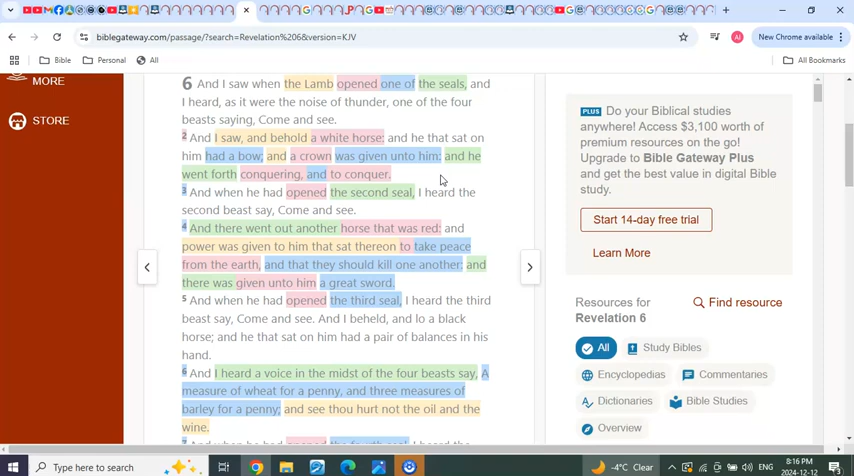 biblegateway.com/passage/?search=Revelation%206&version=KJV
New Chrome available
Bible
Personal
All
All Bookmarks
MORE
STORE
6 And I saw when the Lamb opened one of the seals, and
I heard, as it were the noise of thunder, one of the four
beasts saying, Come and see.
2 And I saw, and behold a white horse: and he that sat on
him had a bow; and a crown was given unto him: and he
went forth conquering, and to conquer.
3 And when he had opened the second seal, I heard the
second beast say, Come and see.
4 And there went out another horse that was red: and
power was given to him that sat thereon to take peace
from the earth, and that they should kill one another: and
there was given unto him a great sword.
5 And when he had opened the third seal, I heard the third
beast say, Come and see. And I beheld, and lo a black
horse; and he that sat on him had a pair of balances in his
hand.
6 And I heard a voice in the midst of the four beasts say, A
measure of wheat for a penny, and three measures of
barley for a penny; and see thou hurt not the oil and the
wine.
7 And when he had opened the fourth seal, I heard the
PLUS Do your Biblical studies
anywhere! Access $3,100 worth of
premium resources on the go!
Upgrade to Bible Gateway Plus
and get the best value in digital Bible
study.
Start 14-day free trial
Learn More
Resources for
Revelation 6
Find resource
All
Study Bibles
Encyclopedias
Commentaries
Dictionaries
Bible Studies
Overview
Type here to search
-4°C Clear
ENG
8:16 PM
2024-12-12